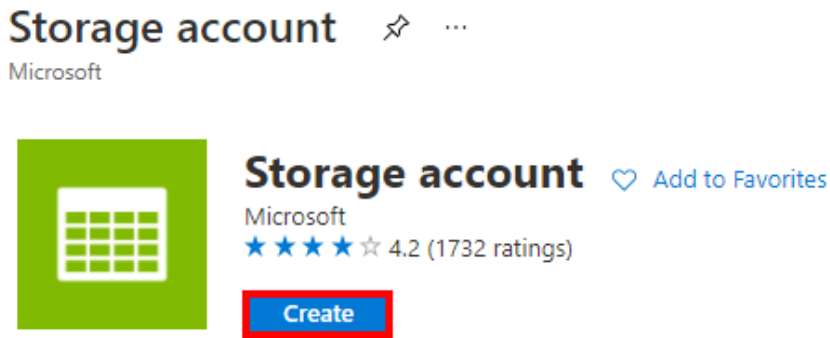 Storage account
Microsoft
Storage account Add to Favorites
Microsoft
4.2 (1732 ratings)
Create